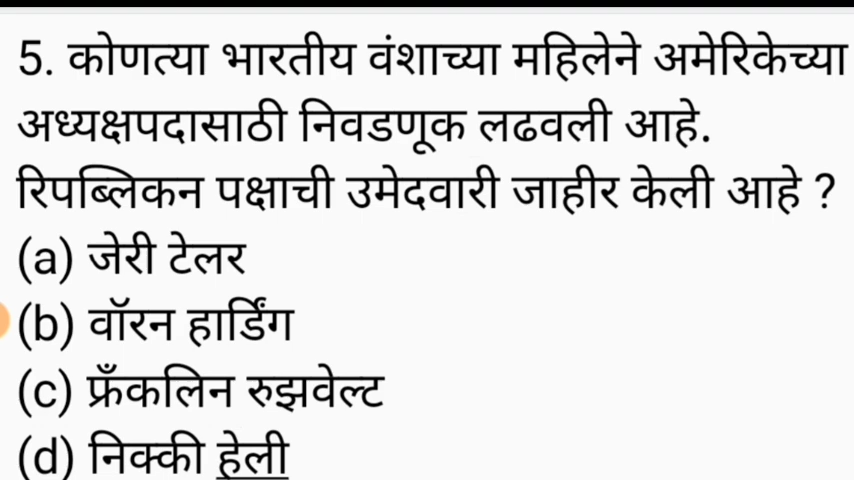 5. कोणत्या भारतीय वंशाच्या महिलेने अमेरिकेच्या
अध्यक्षपदासाठी निवडणूक लढवली आहे.
रिपब्लिकन पक्षाची उमेदवारी जाहीर केली आहे ?
(a) जेरी टेलर
(b) वॉरन हार्डिंग
(c) फ्रँकलिन रुझवेल्ट
(d) निक्की हेली